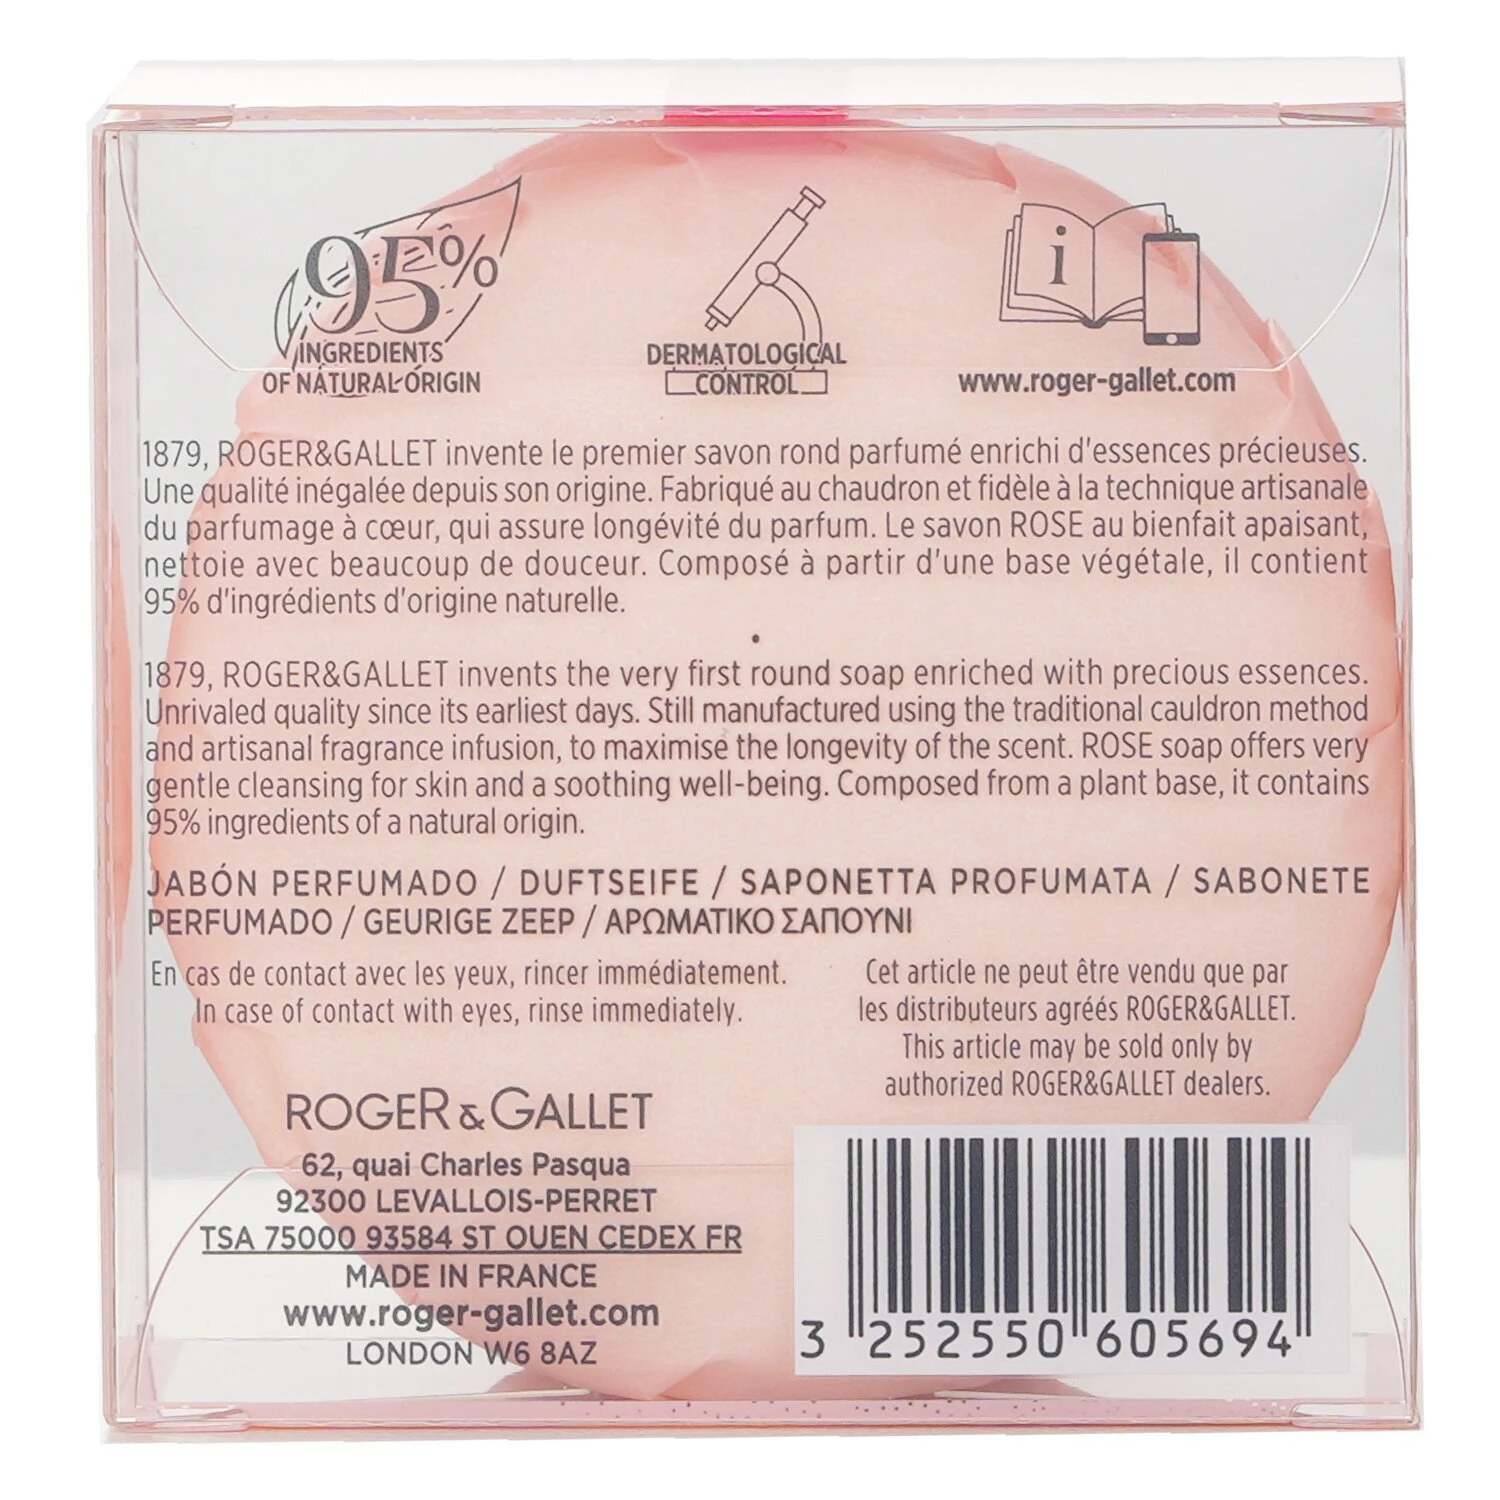 95%
INGREDIENTS
OF NATURAL ORIGIN
DERMATOLOGICAL
CONTROL
i
www.roger-gallet.com
1879, ROGER&GALLET invente le premier savon rond parfumé enrichi d'essences précieuses.
Une qualité inégalée depuis son origine. Fabriqué au chaudron et fidèle à la technique artisanale
du parfumage à cœur, qui assure longévité du parfum. Le savon ROSE au bienfait apaisant,
nettoie avec beaucoup de douceur. Composé à partir d'une base végétale, il contient
95% d'ingrédients d'origine naturelle.
•
1879, ROGER&GALLET invents the very first round soap enriched with precious essences.
Unrivaled quality since its earliest days. Still manufactured using the traditional cauldron method
and artisanal fragrance infusion, to maximise the longevity of the scent. ROSE soap offers very
gentle cleansing for skin and a soothing well-being. Composed from a plant base, it contains
95% ingredients of a natural origin.
JABÓN PERFUMADO / DUFTSEIFE / SAPONETTA PROFUMATA / SABONETE
PERFUMADO / GEURIGE ZEEP / ΑΡΩΜΑΤΙΚΟ ΣΑΠΟΥΝΙ
En cas de contact avec les yeux, rincer immédiatement.
In case of contact with eyes, rinse immediately.
Cet article ne peut être vendu que par
les distributeurs agréés ROGER&GALLET.
This article may be sold only by
authorized ROGER&GALLET dealers.
ROGER & GALLET
62, quai Charles Pasqua
92300 LEVALLOIS-PERRET
TSA 75000 93584 ST OUEN CEDEX FR
MADE IN FRANCE
www.roger-gallet.com
LONDON W6 8AZ
3 252550 605694